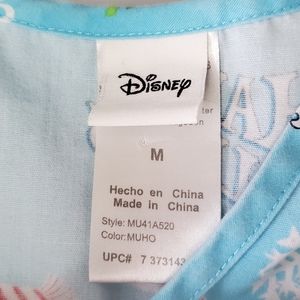 Disney
M
Hecho en China
Made in China
Style: MU41A520
Color:MUHO
UPC# 7 373143